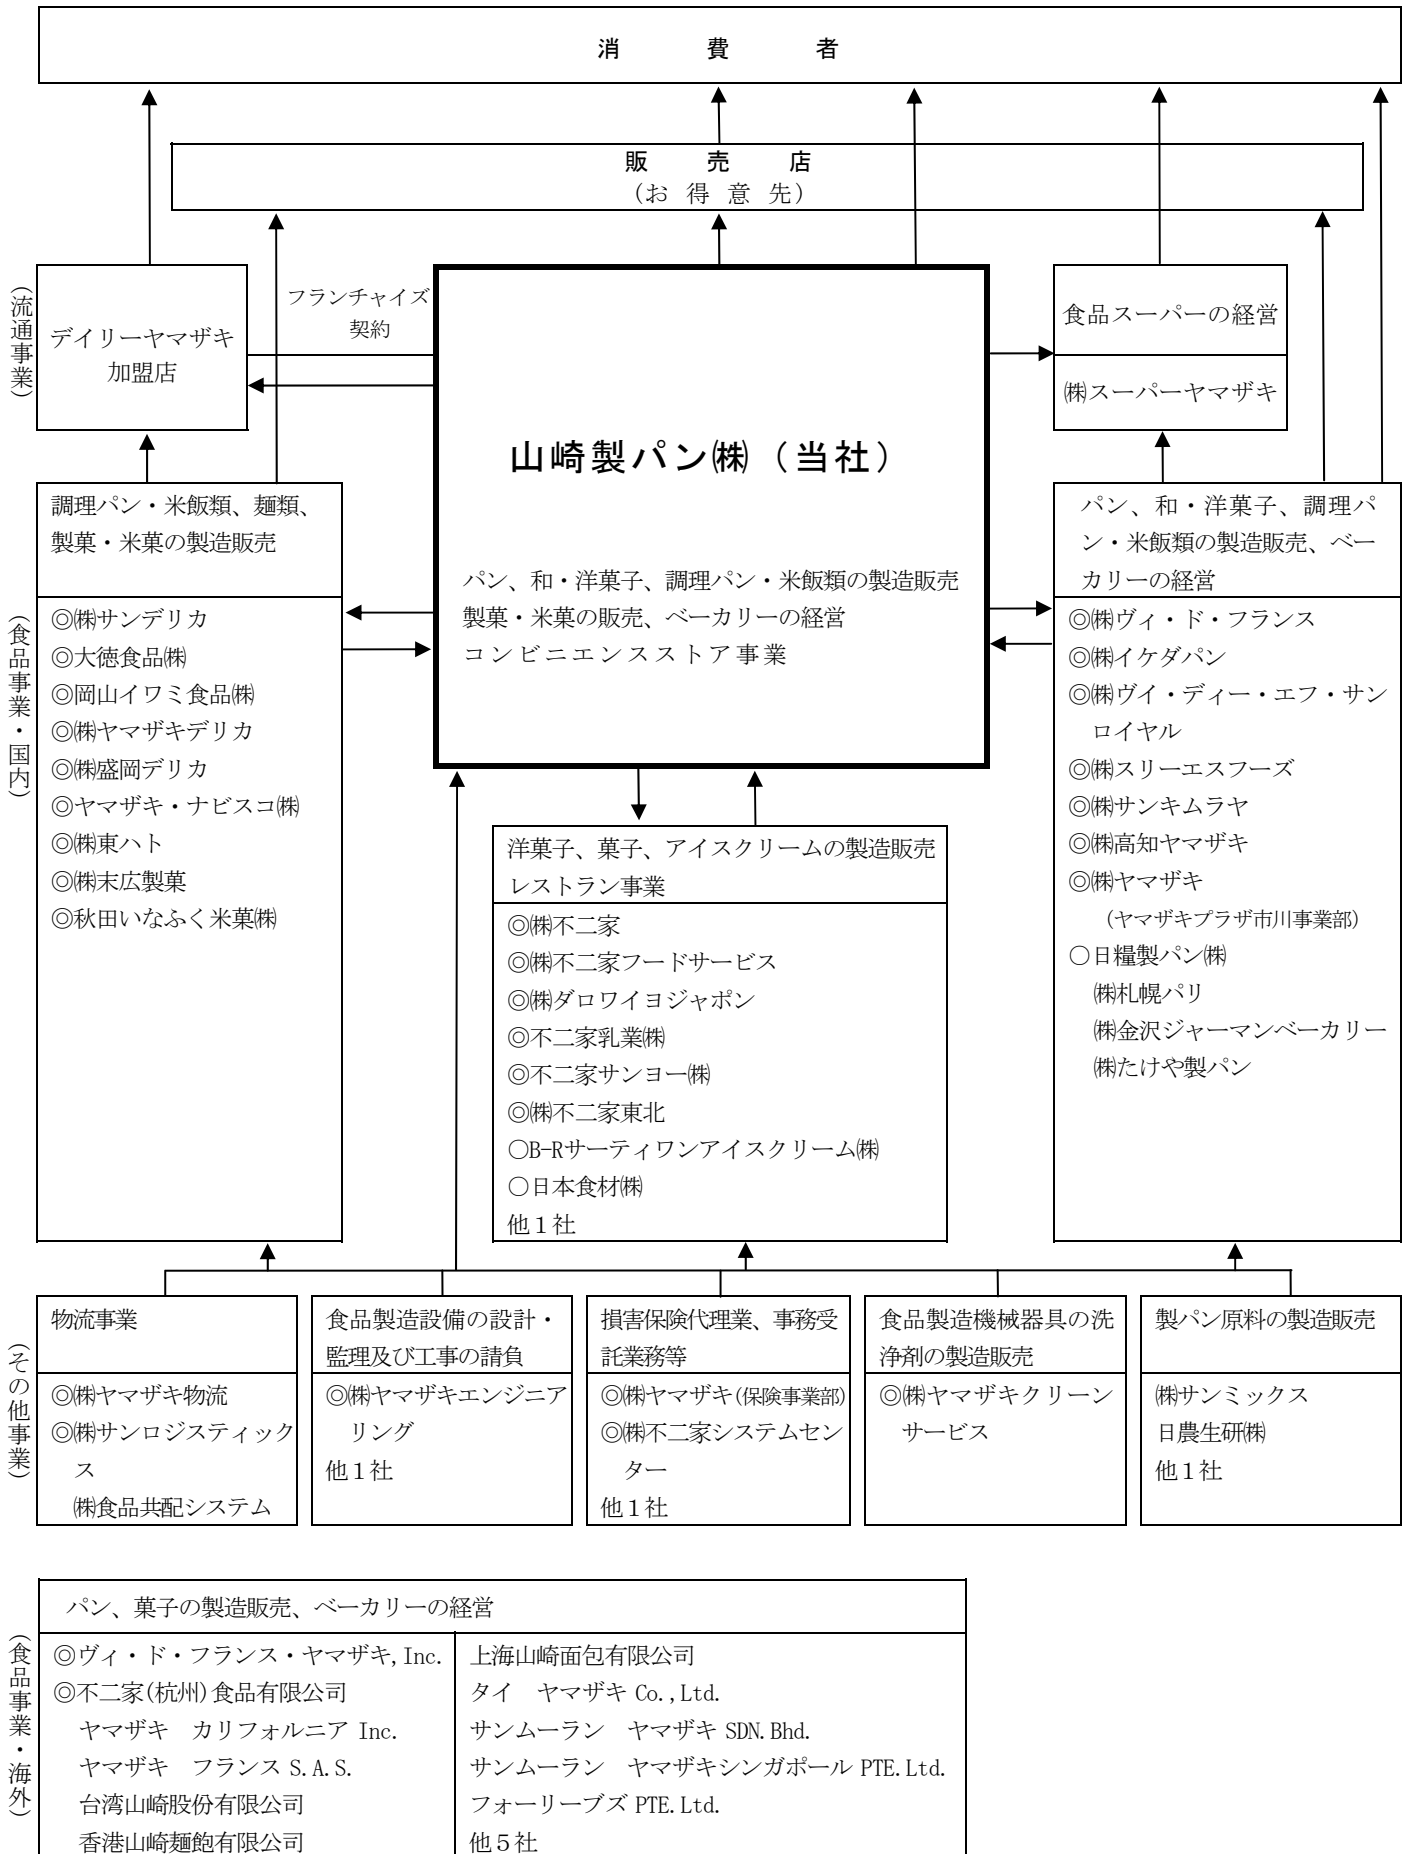 消費者
販売店
（お得意先）
（流通事業）
デイリーヤマザキ
加盟店
フランチャイズ
契約
山崎製パン㈱（当社）
パン、和・洋菓子、調理パン・米飯類の製造販売
製菓・米菓の販売、ベーカリーの経営
コンビニエンスストア事業
食品スーパーの経営
㈱スーパーヤマザキ
（食品事業・国内）
調理パン・米飯類、麺類、
製菓・米菓の製造販売
◎㈱サンデリカ
◎大徳食品㈱
◎岡山イワミ食品㈱
◎㈱ヤマザキデリカ
◎㈱盛岡デリカ
◎ヤマザキ・ナビスコ㈱
◎㈱東ハト
◎㈱末広製菓
◎秋田いなふく米菓㈱
洋菓子、菓子、アイスクリームの製造販売
レストラン事業
◎㈱不二家
◎㈱不二家フードサービス
◎㈱ダロワイヨジャポン
◎不二家乳業㈱
◎不二家サンヨー㈱
◎㈱不二家東北
○B-Rサーティワンアイスクリーム㈱
○日本食材㈱
他１社
パン、和・洋菓子、調理パ
ン・米飯類の製造販売、ベー
カリーの経営
◎㈱ヴィ・ド・フランス
◎㈱イケダパン
◎㈱ヴイ・ディー・エフ・サン
ロイヤル
◎㈱スリーエスフーズ
◎㈱サンキムラヤ
◎㈱高知ヤマザキ
◎㈱ヤマザキ
（ヤマザキプラザ市川事業部）
○日糧製パン㈱
㈱札幌パリ
㈱金沢ジャーマンベーカリー
㈱たけや製パン
（その他事業）
物流事業
◎㈱ヤマザキ物流
◎㈱サンロジスティック
ス
㈱食品共配システム
食品製造設備の設計・
監理及び工事の請負
◎㈱ヤマザキエンジニア
リング
他１社
損害保険代理業、事務受
託業務等
◎㈱ヤマザキ(保険事業部)
◎㈱不二家システムセン
ター
他１社
食品製造機械器具の洗
浄剤の製造販売
◎㈱ヤマザキクリーン
サービス
製パン原料の製造販売
㈱サンミックス
日農生研㈱
他１社
（食品事業・海外）
パン、菓子の製造販売、ベーカリーの経営
◎ヴィ・ド・フランス・ヤマザキ,Inc.
◎不二家(杭州)食品有限公司
ヤマザキ　カリフォルニア Inc.
ヤマザキ　フランス S.A.S.
台湾山崎股份有限公司
香港山崎麺飽有限公司
上海山崎面包有限公司
タイ　ヤマザキ Co.,Ltd.
サンムーラン　ヤマザキ SDN.Bhd.
サンムーラン　ヤマザキシンガポール PTE.Ltd.
フォーリーブズ PTE.Ltd.
他５社